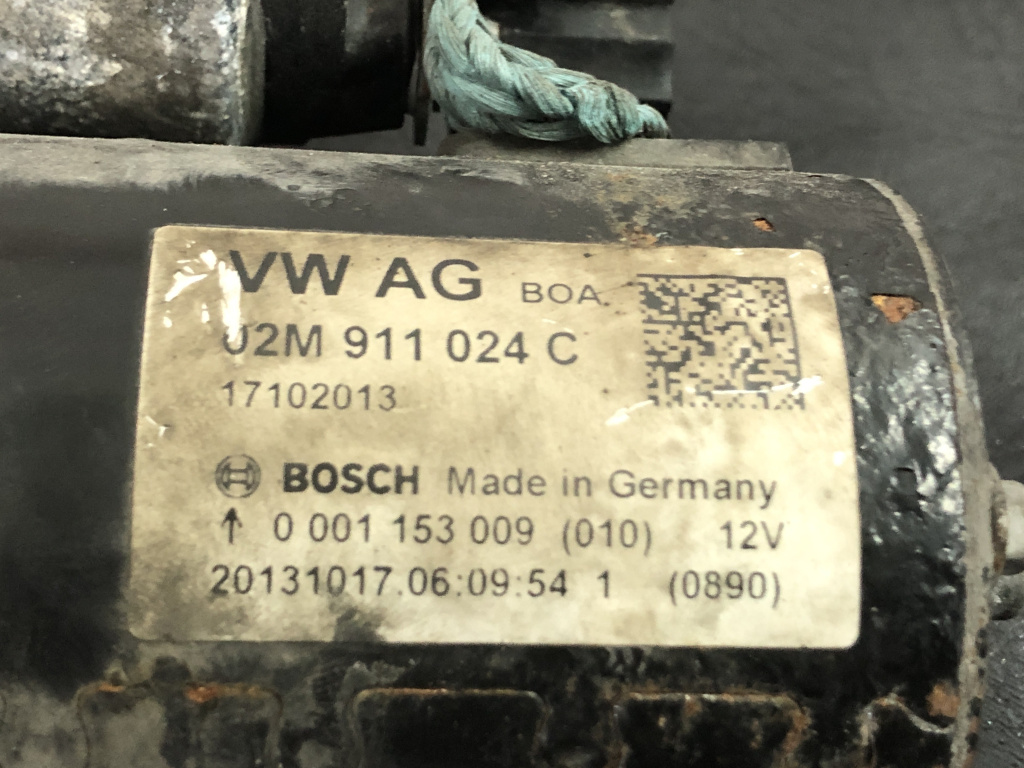 VW AG BOA.
02M 911 024 C
17102013
BOSCH Made in Germany
↑ 0 001 153 009 (010) 12V
20131017.06:09:54 1 (0890)